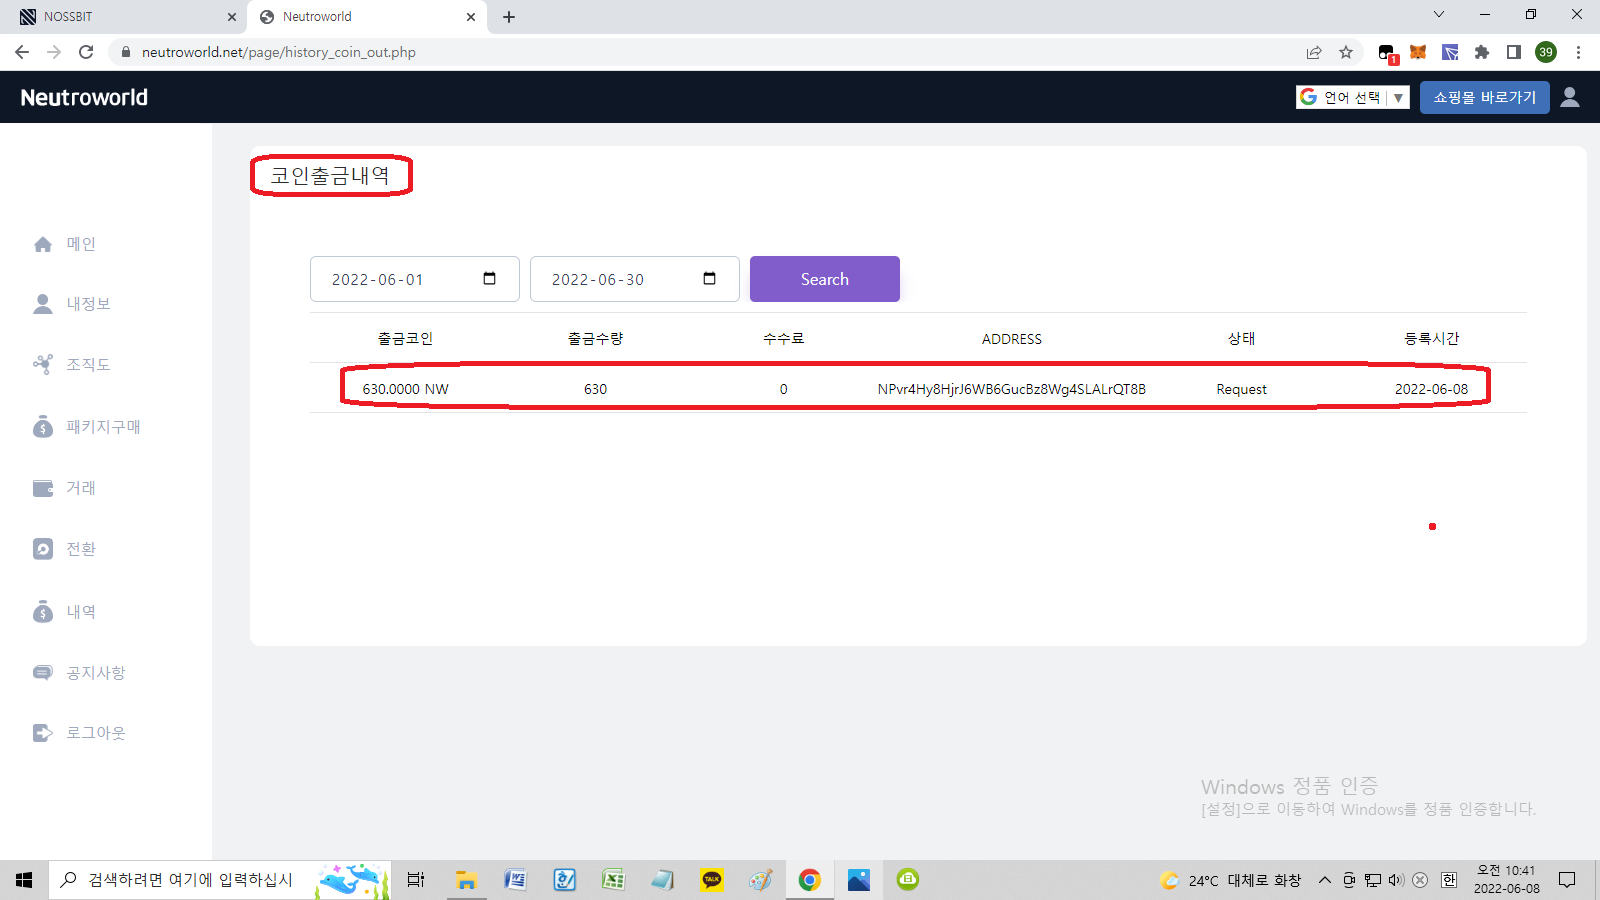 NOSSBIT
Neutroworld
neutroworld.net/page/history_coin_out.php
1
39
Neutroworld
언어 선택
쇼핑몰 바로가기
코인출금내역
메인
내정보
조직도
패키지구매
거래
전환
내역
공지사항
로그아웃
2022-06-01
2022-06-30
Search
출금코인 출금수량 수수료 ADDRESS 상태 등록시간
630.0000 NW 630 0 NPvr4Hy8HjrJ6WB6GucBz8Wg4SLALrQT8B Request 2022-06-08
Windows 정품 인증
[설정]으로 이동하여 Windows를 정품 인증합니다.
검색하려면 여기에 입력하십시
TALK
24°C 대체로 화창
한
오전 10:41
2022-06-08